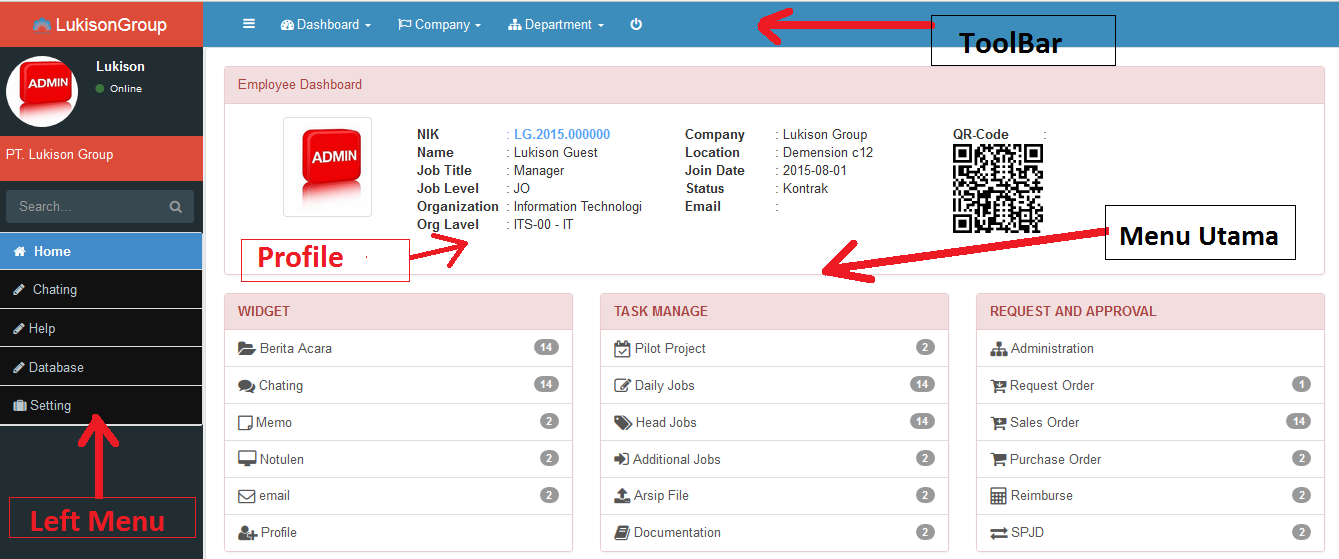 LukisonGroup
Dashboard
Company
Department
ToolBar
ADMIN
Lukison
Online
PT. Lukison Group
Search...
Home
Chating
Help
Database
Setting
Left Menu
Employee Dashboard
ADMIN
NIK : LG.2015.000000
Name : Lukison Guest
Job Title : Manager
Job Level : JO
Organization : Information Technologi
Org Lavel : ITS-00 - IT
Company : Lukison Group
Location : Demension c12
Join Date : 2015-08-01
Status : Kontrak
Email :
QR-Code :
Profile
Menu Utama
WIDGET
Berita Acara 14
Chating 14
Memo 2
Notulen 2
email 2
Profile
TASK MANAGE
Pilot Project 2
Daily Jobs 14
Head Jobs 14
Additional Jobs 2
Arsip File 2
Documentation 2
REQUEST AND APPROVAL
Administration
Request Order 1
Sales Order 14
Purchase Order 2
Reimburse 2
SPJD 2